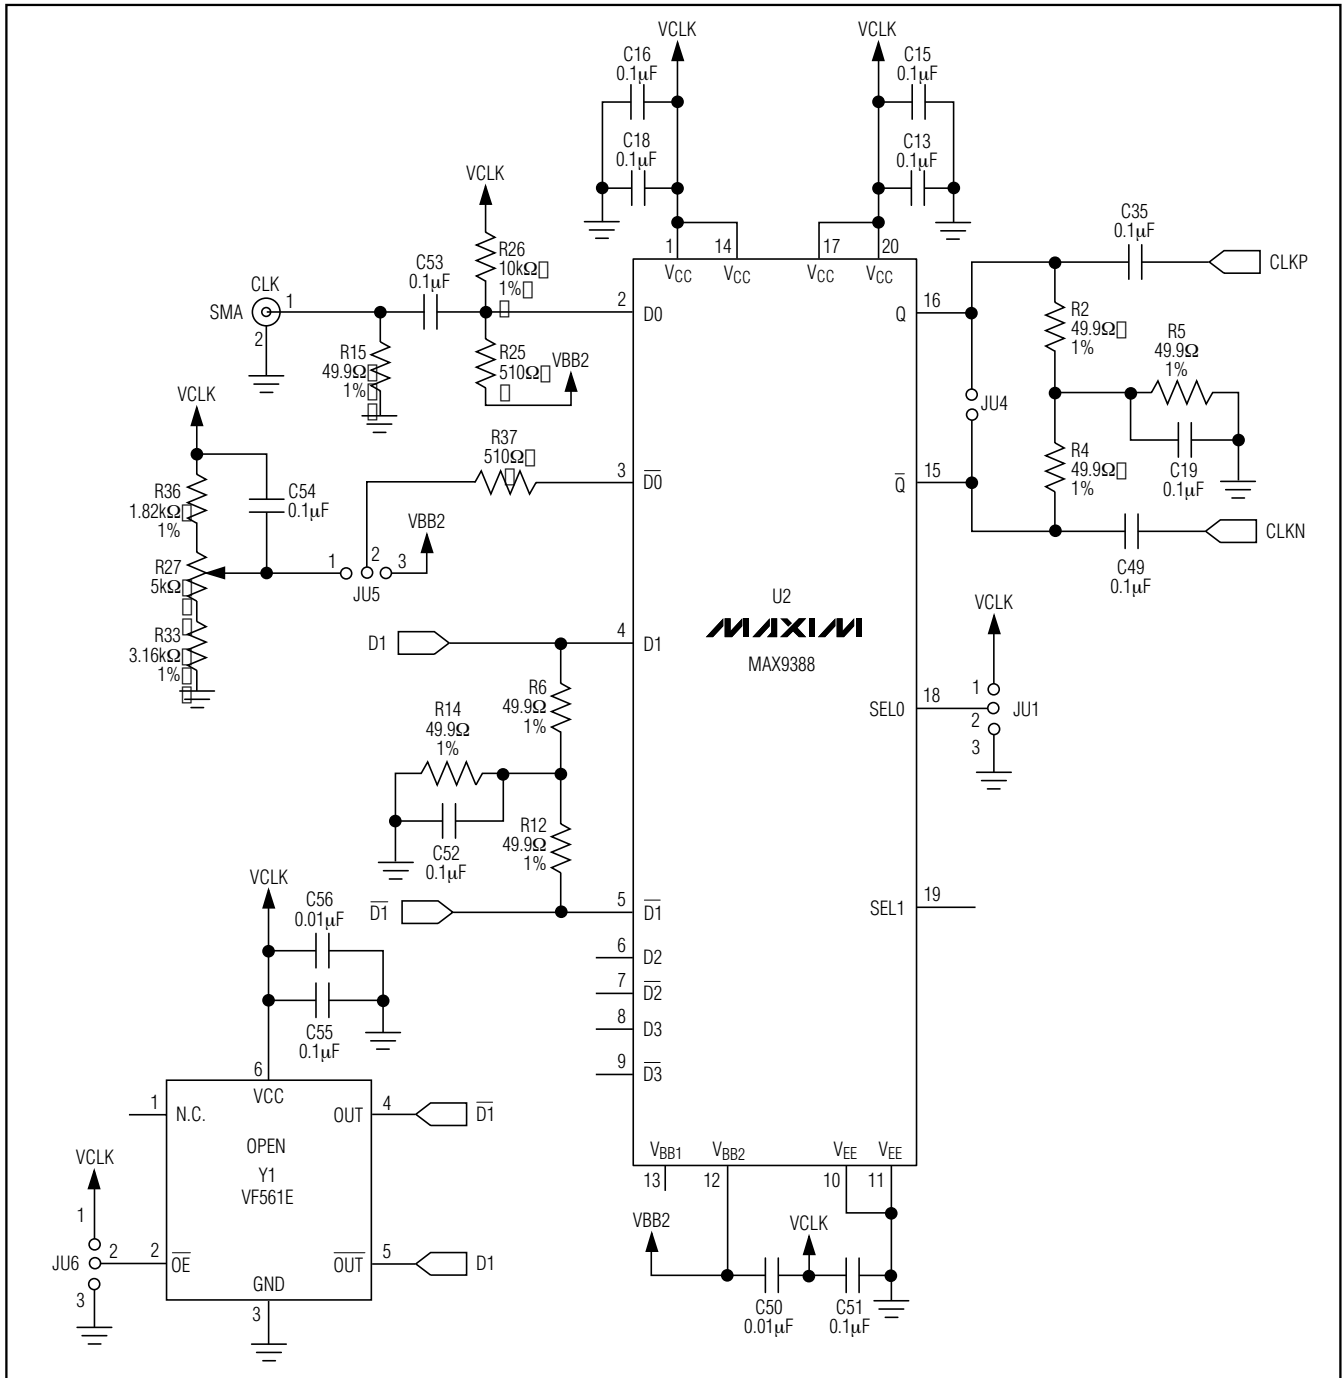 VCLK
C16
0.1µF
C18
0.1µF
VCLK
C15
0.1µF
C13
0.1µF
VCLK
R26
10kΩ
1%
C53
0.1µF
CLK
SMA
1
2
R15
49.9Ω
1%
R25
510Ω
VBB2
1
VCC
14
VCC
17
VCC
20
VCC
2
D0
16
Q
C35
0.1µF
CLKP
R2
49.9Ω
1%
R5
49.9Ω
1%
JU4
R4
49.9Ω
1%
C19
0.1µF
VCLK
R37
510Ω
3
D̅0̅
15
Q̅
R36
1.82kΩ
1%
C54
0.1µF
VBB2
R27
5kΩ
1
2
3
JU5
CLKN
C49
0.1µF
R33
3.16kΩ
1%
D1
4
D1
U2
MAXIM
MAX9388
VCLK
SEL0
18
1
2
3
JU1
R6
49.9Ω
1%
R14
49.9Ω
1%
R12
49.9Ω
1%
C52
0.1µF
D̅1̅
5
D̅1̅
SEL1
19
6
D2
7
D̅2̅
8
D3
9
D̅3̅
VCLK
C56
0.01µF
C55
0.1µF
6
VCC
1
N.C.
OUT
4
D̅1̅
OPEN
Y1
VF561E
VCLK
1
JU6
2
3
2
O̅E̅
O̅U̅T̅
5
D1
GND
3
VBB1
13
VBB2
12
VEE
10
VEE
11
VBB2
VCLK
C50
0.01µF
C51
0.1µF